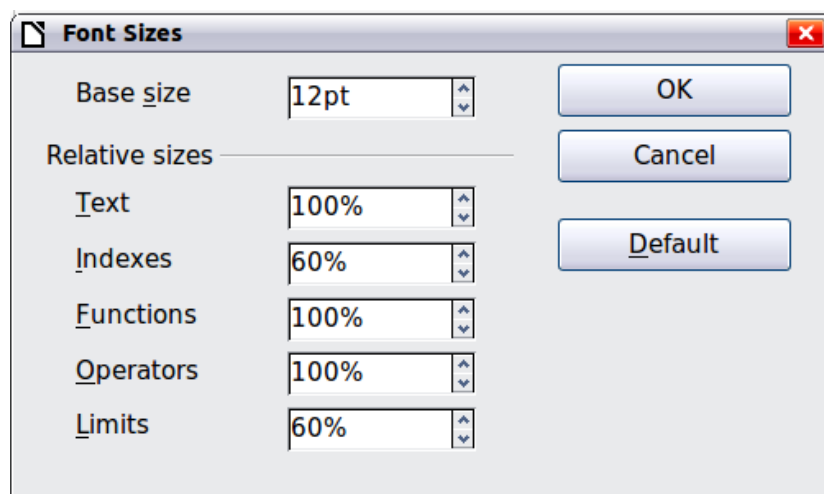 Font Sizes
Base size 12pt OK
Relative sizes Cancel
Text 100%
Default
Indexes 60%
Functions 100%
Operators 100%
Limits 60%